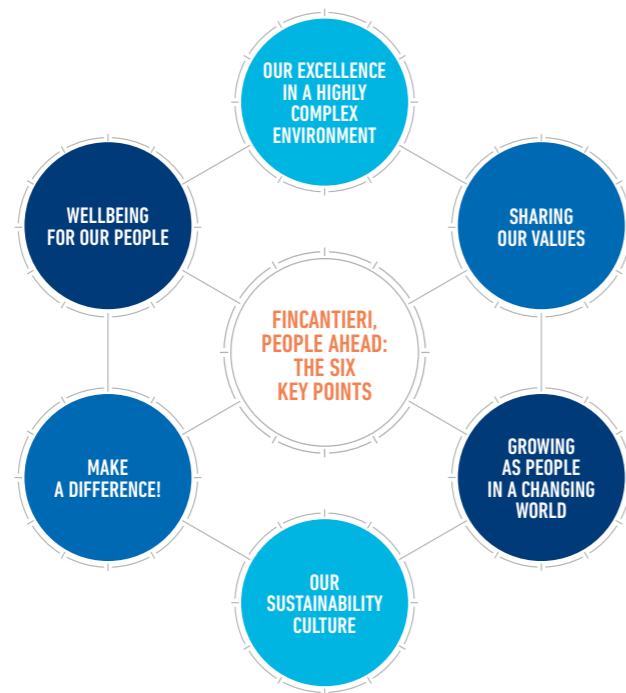 OUR EXCELLENCE
IN A HIGHLY
COMPLEX
ENVIRONMENT
WELLBEING
FOR OUR PEOPLE
SHARING
OUR VALUES
FINCANTIERI,
PEOPLE AHEAD:
THE SIX
KEY POINTS
MAKE
A DIFFERENCE!
GROWING
AS PEOPLE
IN A CHANGING
WORLD
OUR
SUSTAINABILITY
CULTURE